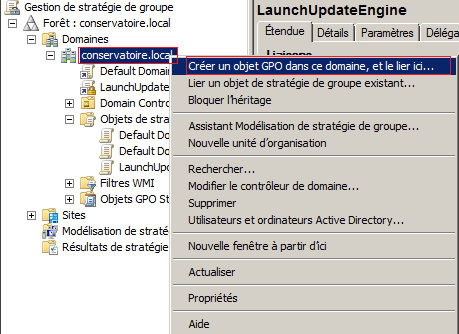 Gestion de stratégie de groupe
Forêt : conservatoire.local
Domaines
conservatoire.loca
Default Domain
LaunchUpdate
Domain Contro
Objets de strat
Default Dom
Default Dom
LaunchUpd
Filtres WMI
Objets GPO St
Sites
Modélisation de straté
Résultats de stratégie
LaunchUpdateEngine
Étendue
Détails
Paramètres
Déléga
Créer un objet GPO dans ce domaine, et le lier ici...
Lier un objet de stratégie de groupe existant...
Bloquer l'héritage
Assistant Modélisation de stratégie de groupe...
Nouvelle unité d'organisation
Rechercher...
Modifier le contrôleur de domaine...
Supprimer
Utilisateurs et ordinateurs Active Directory...
Nouvelle fenêtre à partir d'ici
Actualiser
Propriétés
Aide